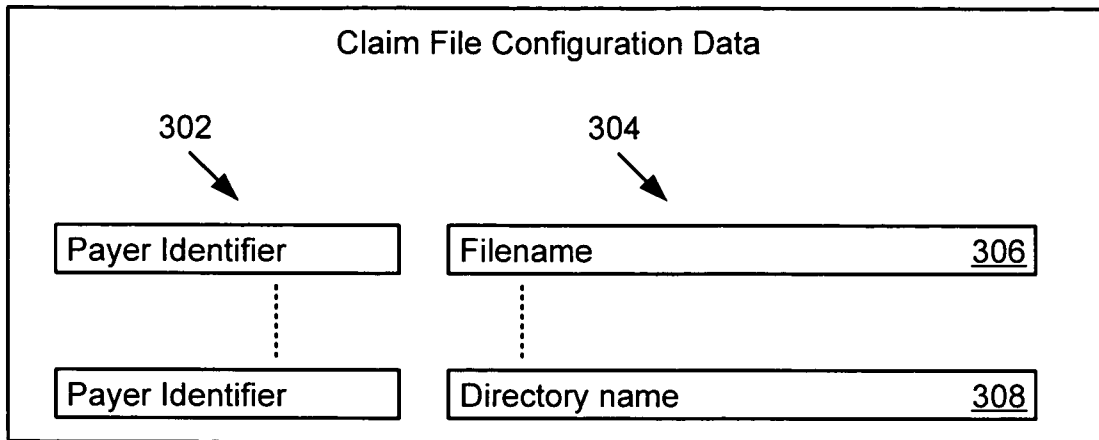 Claim File Configuration Data
302
304
Payer Identifier
Filename 306
Payer Identifier
Directory name 308